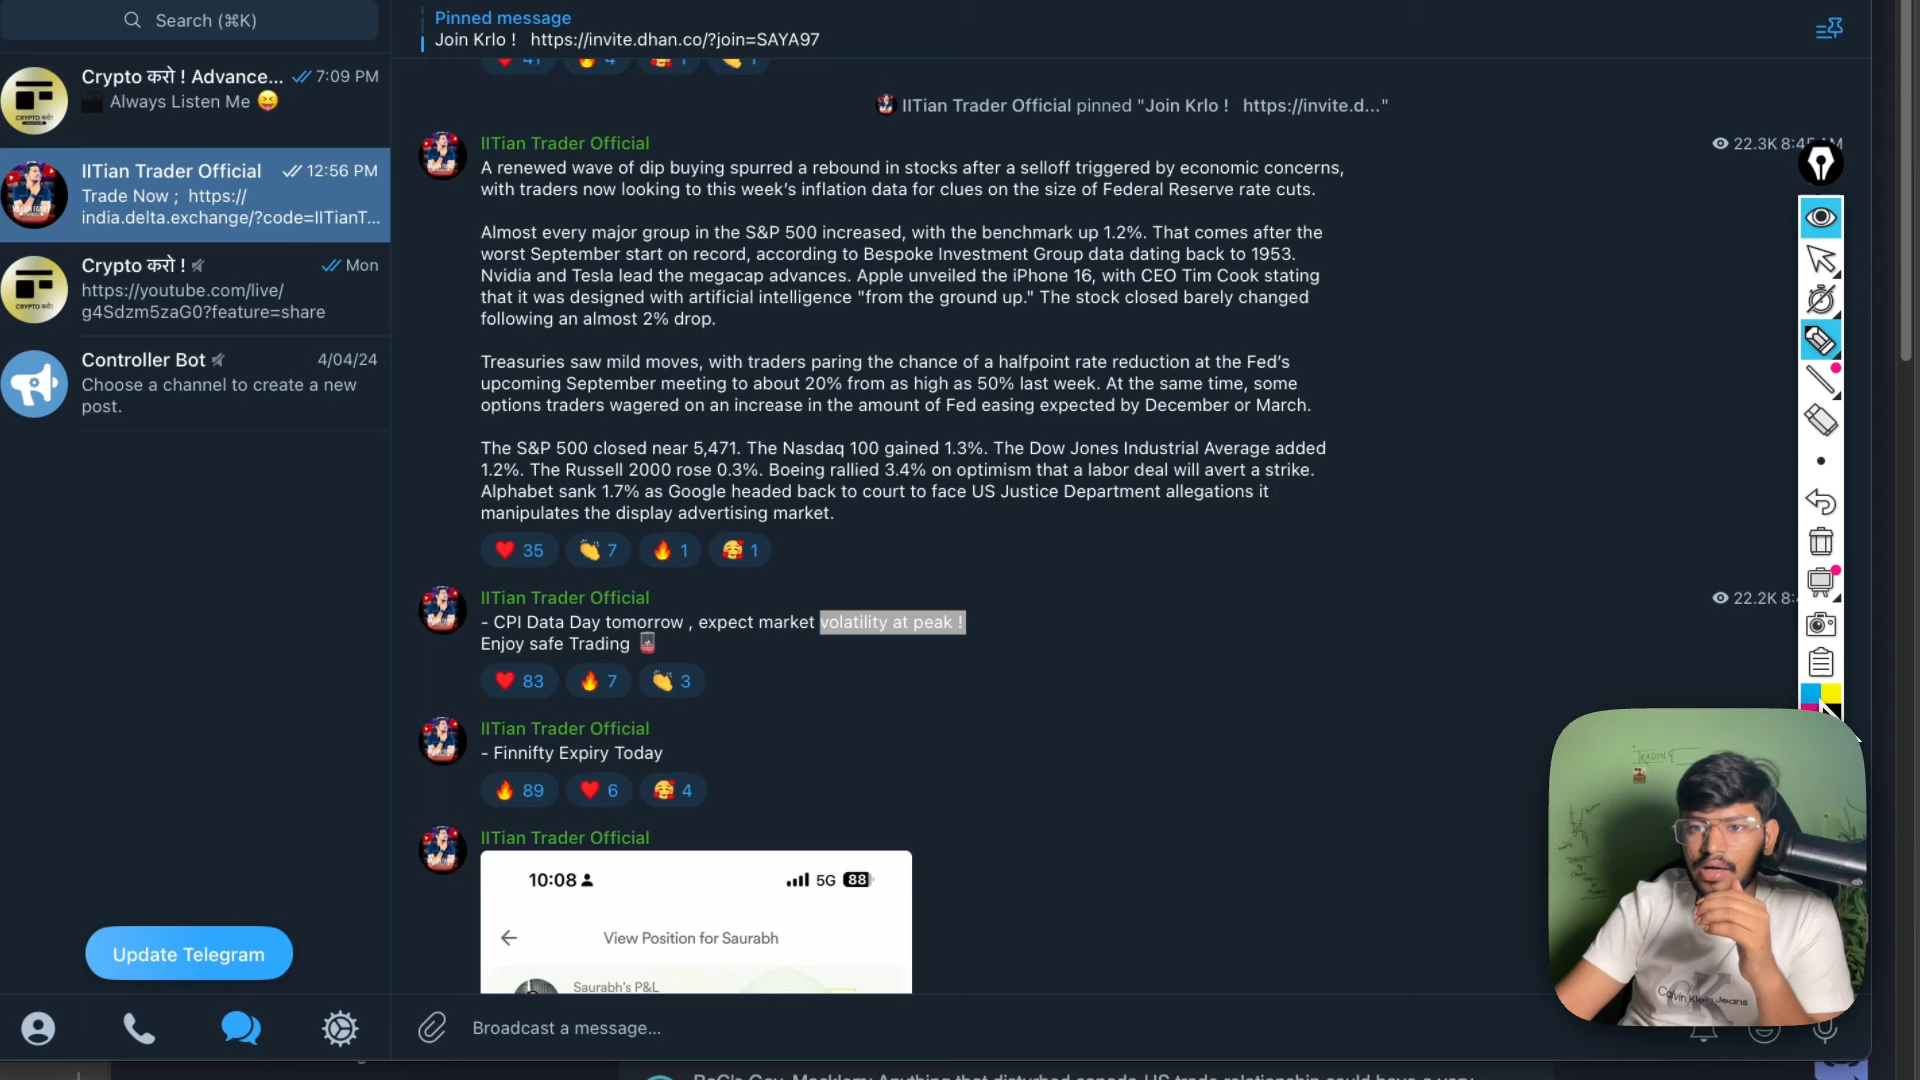 Search (⌘K)
Crypto करो ! Advance... 7:09 PM
Always Listen Me 😝
IITian Trader Official 12:56 PM
Trade Now ; https://
india.delta.exchange/?code=IITianT...
Crypto करो ! Mon
https://youtube.com/live/
g4Sdzm5zaG0?feature=share
Controller Bot 4/04/24
Choose a channel to create a new
post.
Update Telegram
Pinned message
Join Krlo ! https://invite.dhan.co/?join=SAYA97
❤️ 41 🔥 4 🥰 1 👏 1
IITian Trader Official pinned "Join Krlo ! https://invite.d..."
IITian Trader Official 22.3K
A renewed wave of dip buying spurred a rebound in stocks after a selloff triggered by economic concerns,
with traders now looking to this week's inflation data for clues on the size of Federal Reserve rate cuts.
Almost every major group in the S&P 500 increased, with the benchmark up 1.2%. That comes after the
worst September start on record, according to Bespoke Investment Group data dating back to 1953.
Nvidia and Tesla lead the megacap advances. Apple unveiled the iPhone 16, with CEO Tim Cook stating
that it was designed with artificial intelligence "from the ground up." The stock closed barely changed
following an almost 2% drop.
Treasuries saw mild moves, with traders paring the chance of a halfpoint rate reduction at the Fed's
upcoming September meeting to about 20% from as high as 50% last week. At the same time, some
options traders wagered on an increase in the amount of Fed easing expected by December or March.
The S&P 500 closed near 5,471. The Nasdaq 100 gained 1.3%. The Dow Jones Industrial Average added
1.2%. The Russell 2000 rose 0.3%. Boeing rallied 3.4% on optimism that a labor deal will avert a strike.
Alphabet sank 1.7% as Google headed back to court to face US Justice Department allegations it
manipulates the display advertising market.
❤️ 35 👏 7 🔥 1 🥰 1
IITian Trader Official 22.2K
- CPI Data Day tomorrow , expect market volatility at peak !
Enjoy safe Trading
❤️ 83 🔥 7 👏 3
IITian Trader Official
- Finnifty Expiry Today
🔥 89 ❤️ 6 🥰 4
IITian Trader Official
10:08 5G 88
View Position for Saurabh
Saurabh's P&L
Broadcast a message...
TRADING
Calvin Klein Jeans